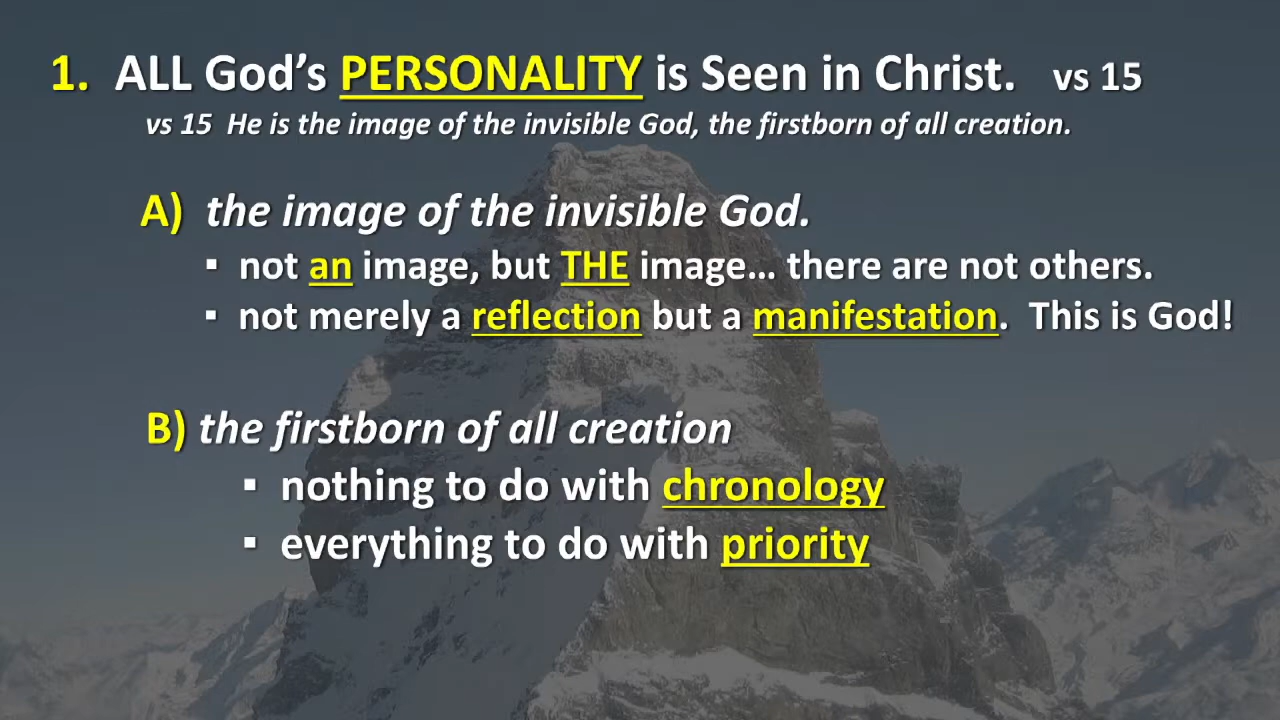 1. ALL God's PERSONALITY is Seen in Christ. vs 15
vs 15 He is the image of the invisible God, the firstborn of all creation.
A) the image of the invisible God.
▪ not an image, but THE image... there are not others.
▪ not merely a reflection but a manifestation. This is God!
B) the firstborn of all creation
▪ nothing to do with chronology
▪ everything to do with priority